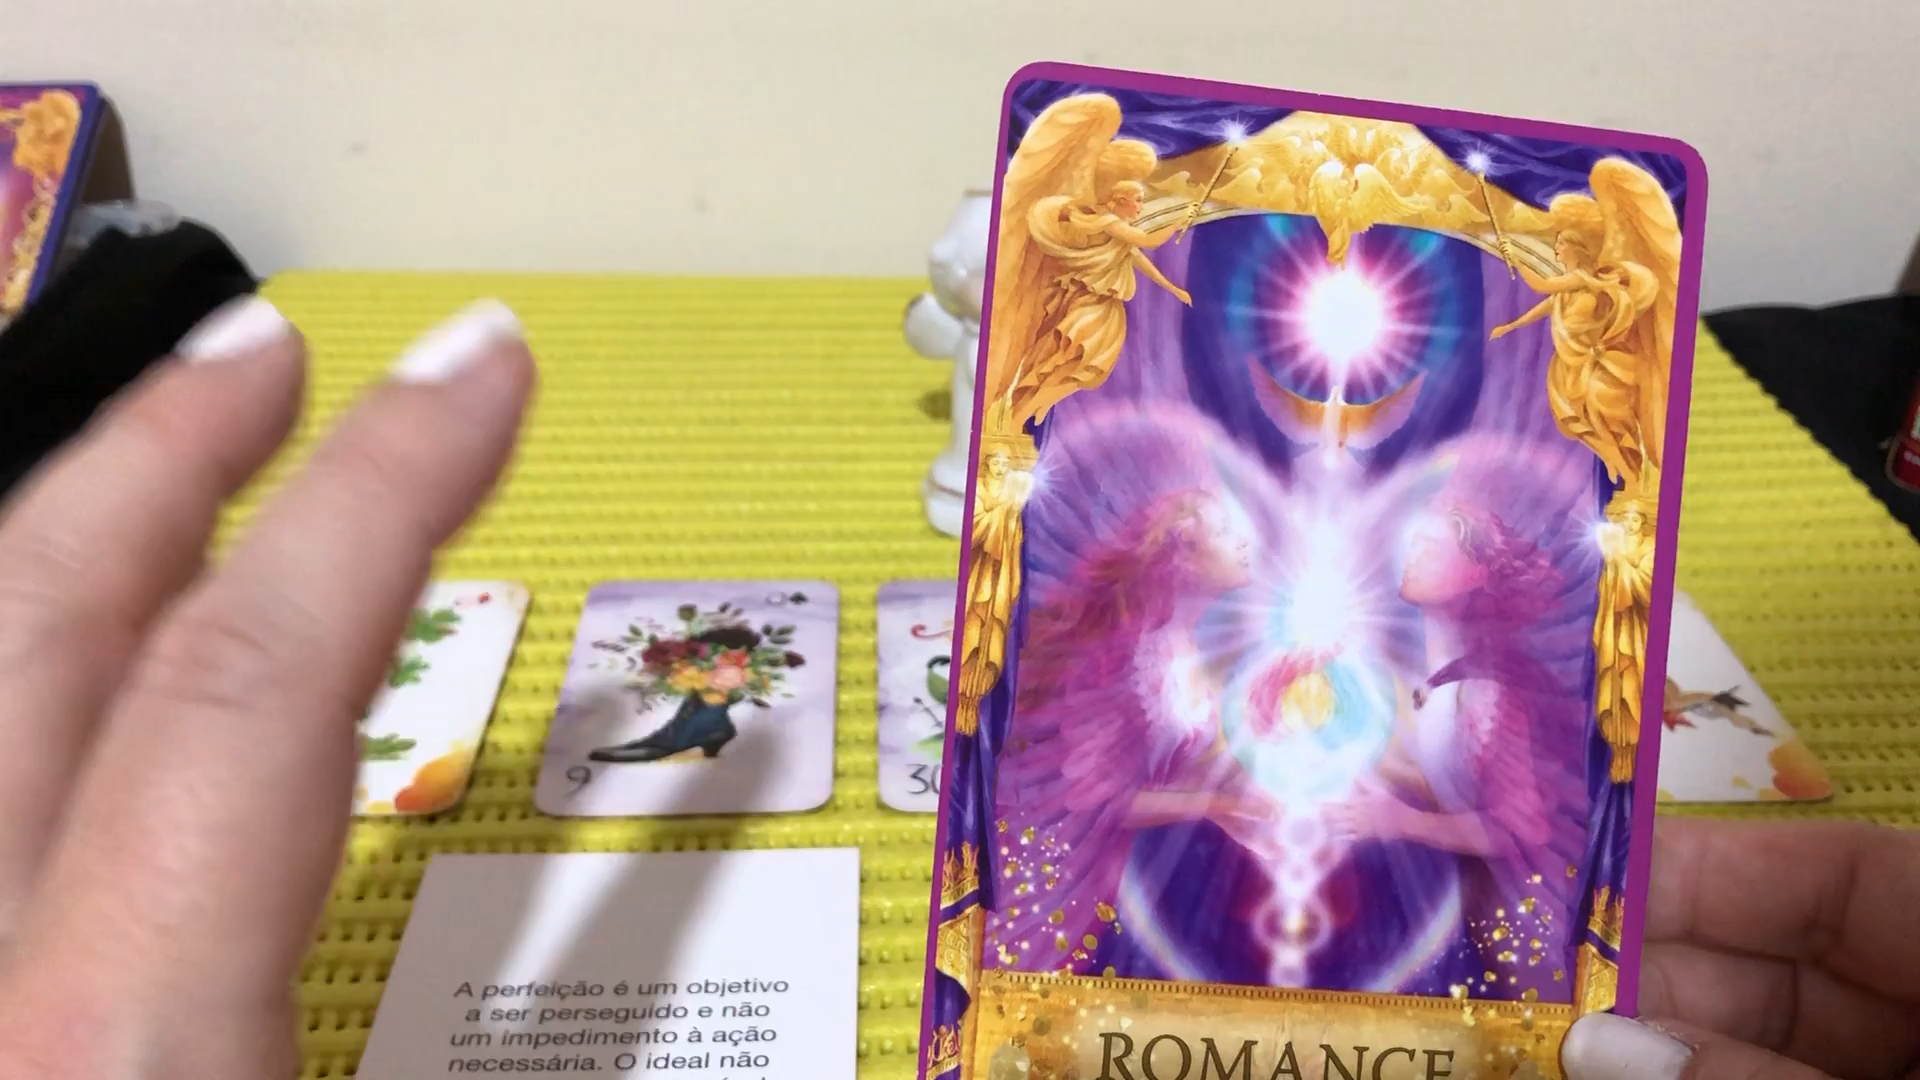 9
30
A perfeição é um objetivo
a ser perseguido e não
um impedimento à ação
necessária. O ideal não
ROMANCE